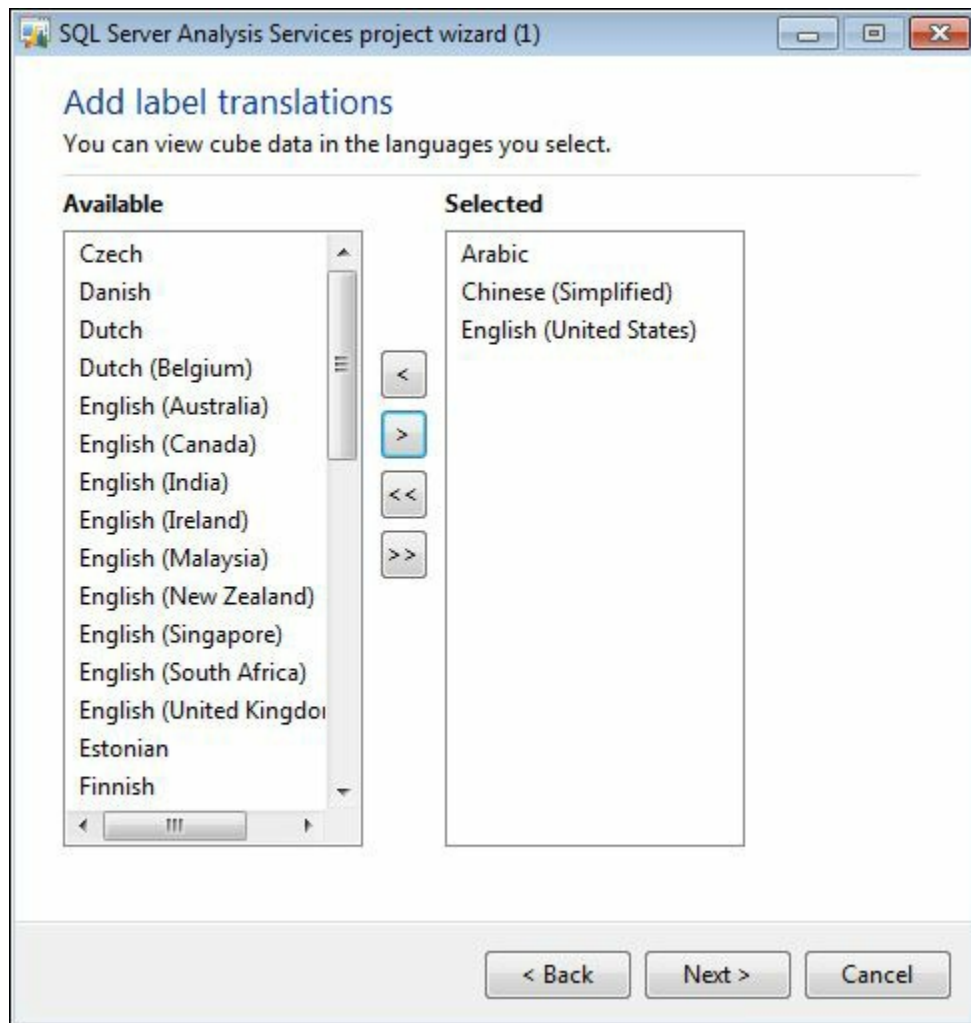 SQL Server Analysis Services project wizard (1)
Add label translations
You can view cube data in the languages you select.
Available
Czech
Danish
Dutch
Dutch (Belgium)
English (Australia)
English (Canada)
English (India)
English (Ireland)
English (Malaysia)
English (New Zealand)
English (Singapore)
English (South Africa)
English (United Kingdo
Estonian
Finnish
<
>
<<
>>
Selected
Arabic
Chinese (Simplified)
English (United States)
< Back
Next >
Cancel